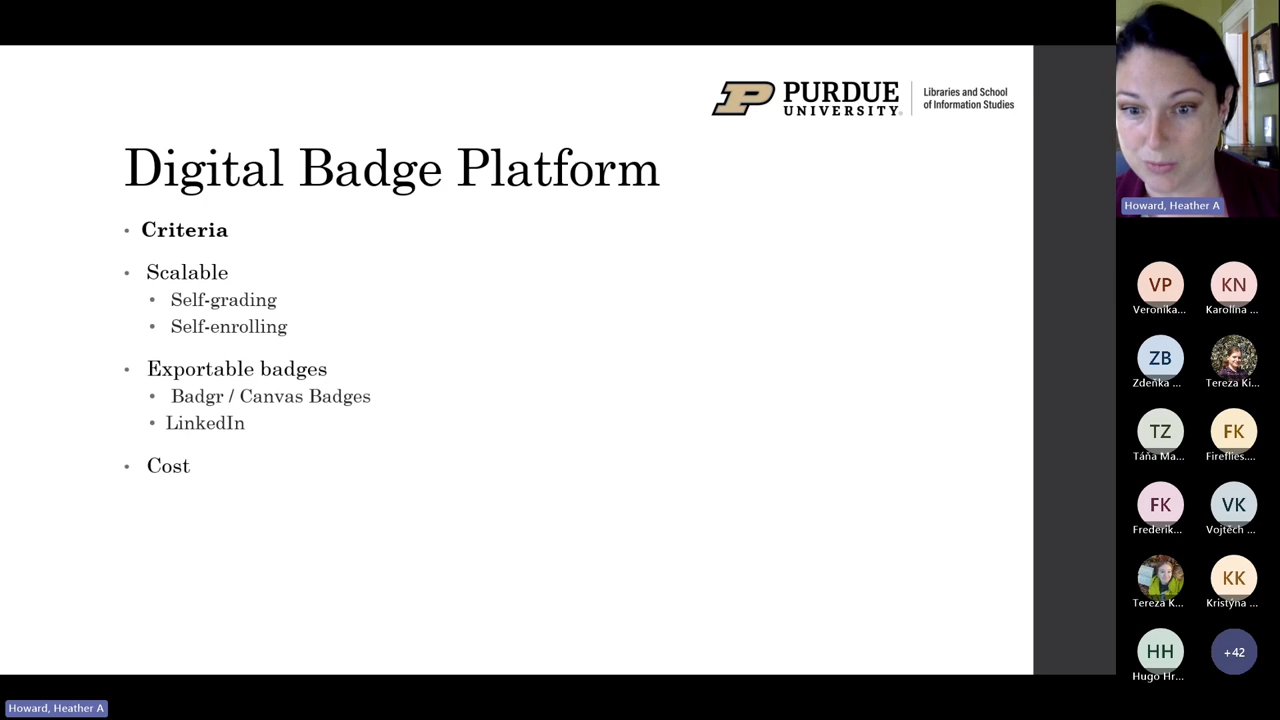 PURDUE
UNIVERSITY®
Libraries and School
of Information Studies
Digital Badge Platform
• Criteria
• Scalable
• Self-grading
• Self-enrolling
• Exportable badges
• Badgr / Canvas Badges
• LinkedIn
• Cost
Howard, Heather A
VP
Veronika...
KN
Karolína ...
ZB
Zdeňka ...
Tereza Ki...
TZ
Táňa Ma...
FK
Fireflies....
FK
Frederik...
VK
Vojtěch ...
Tereza K...
KK
Kristýna ...
HH
Hugo Hr...
+42
Howard, Heather A